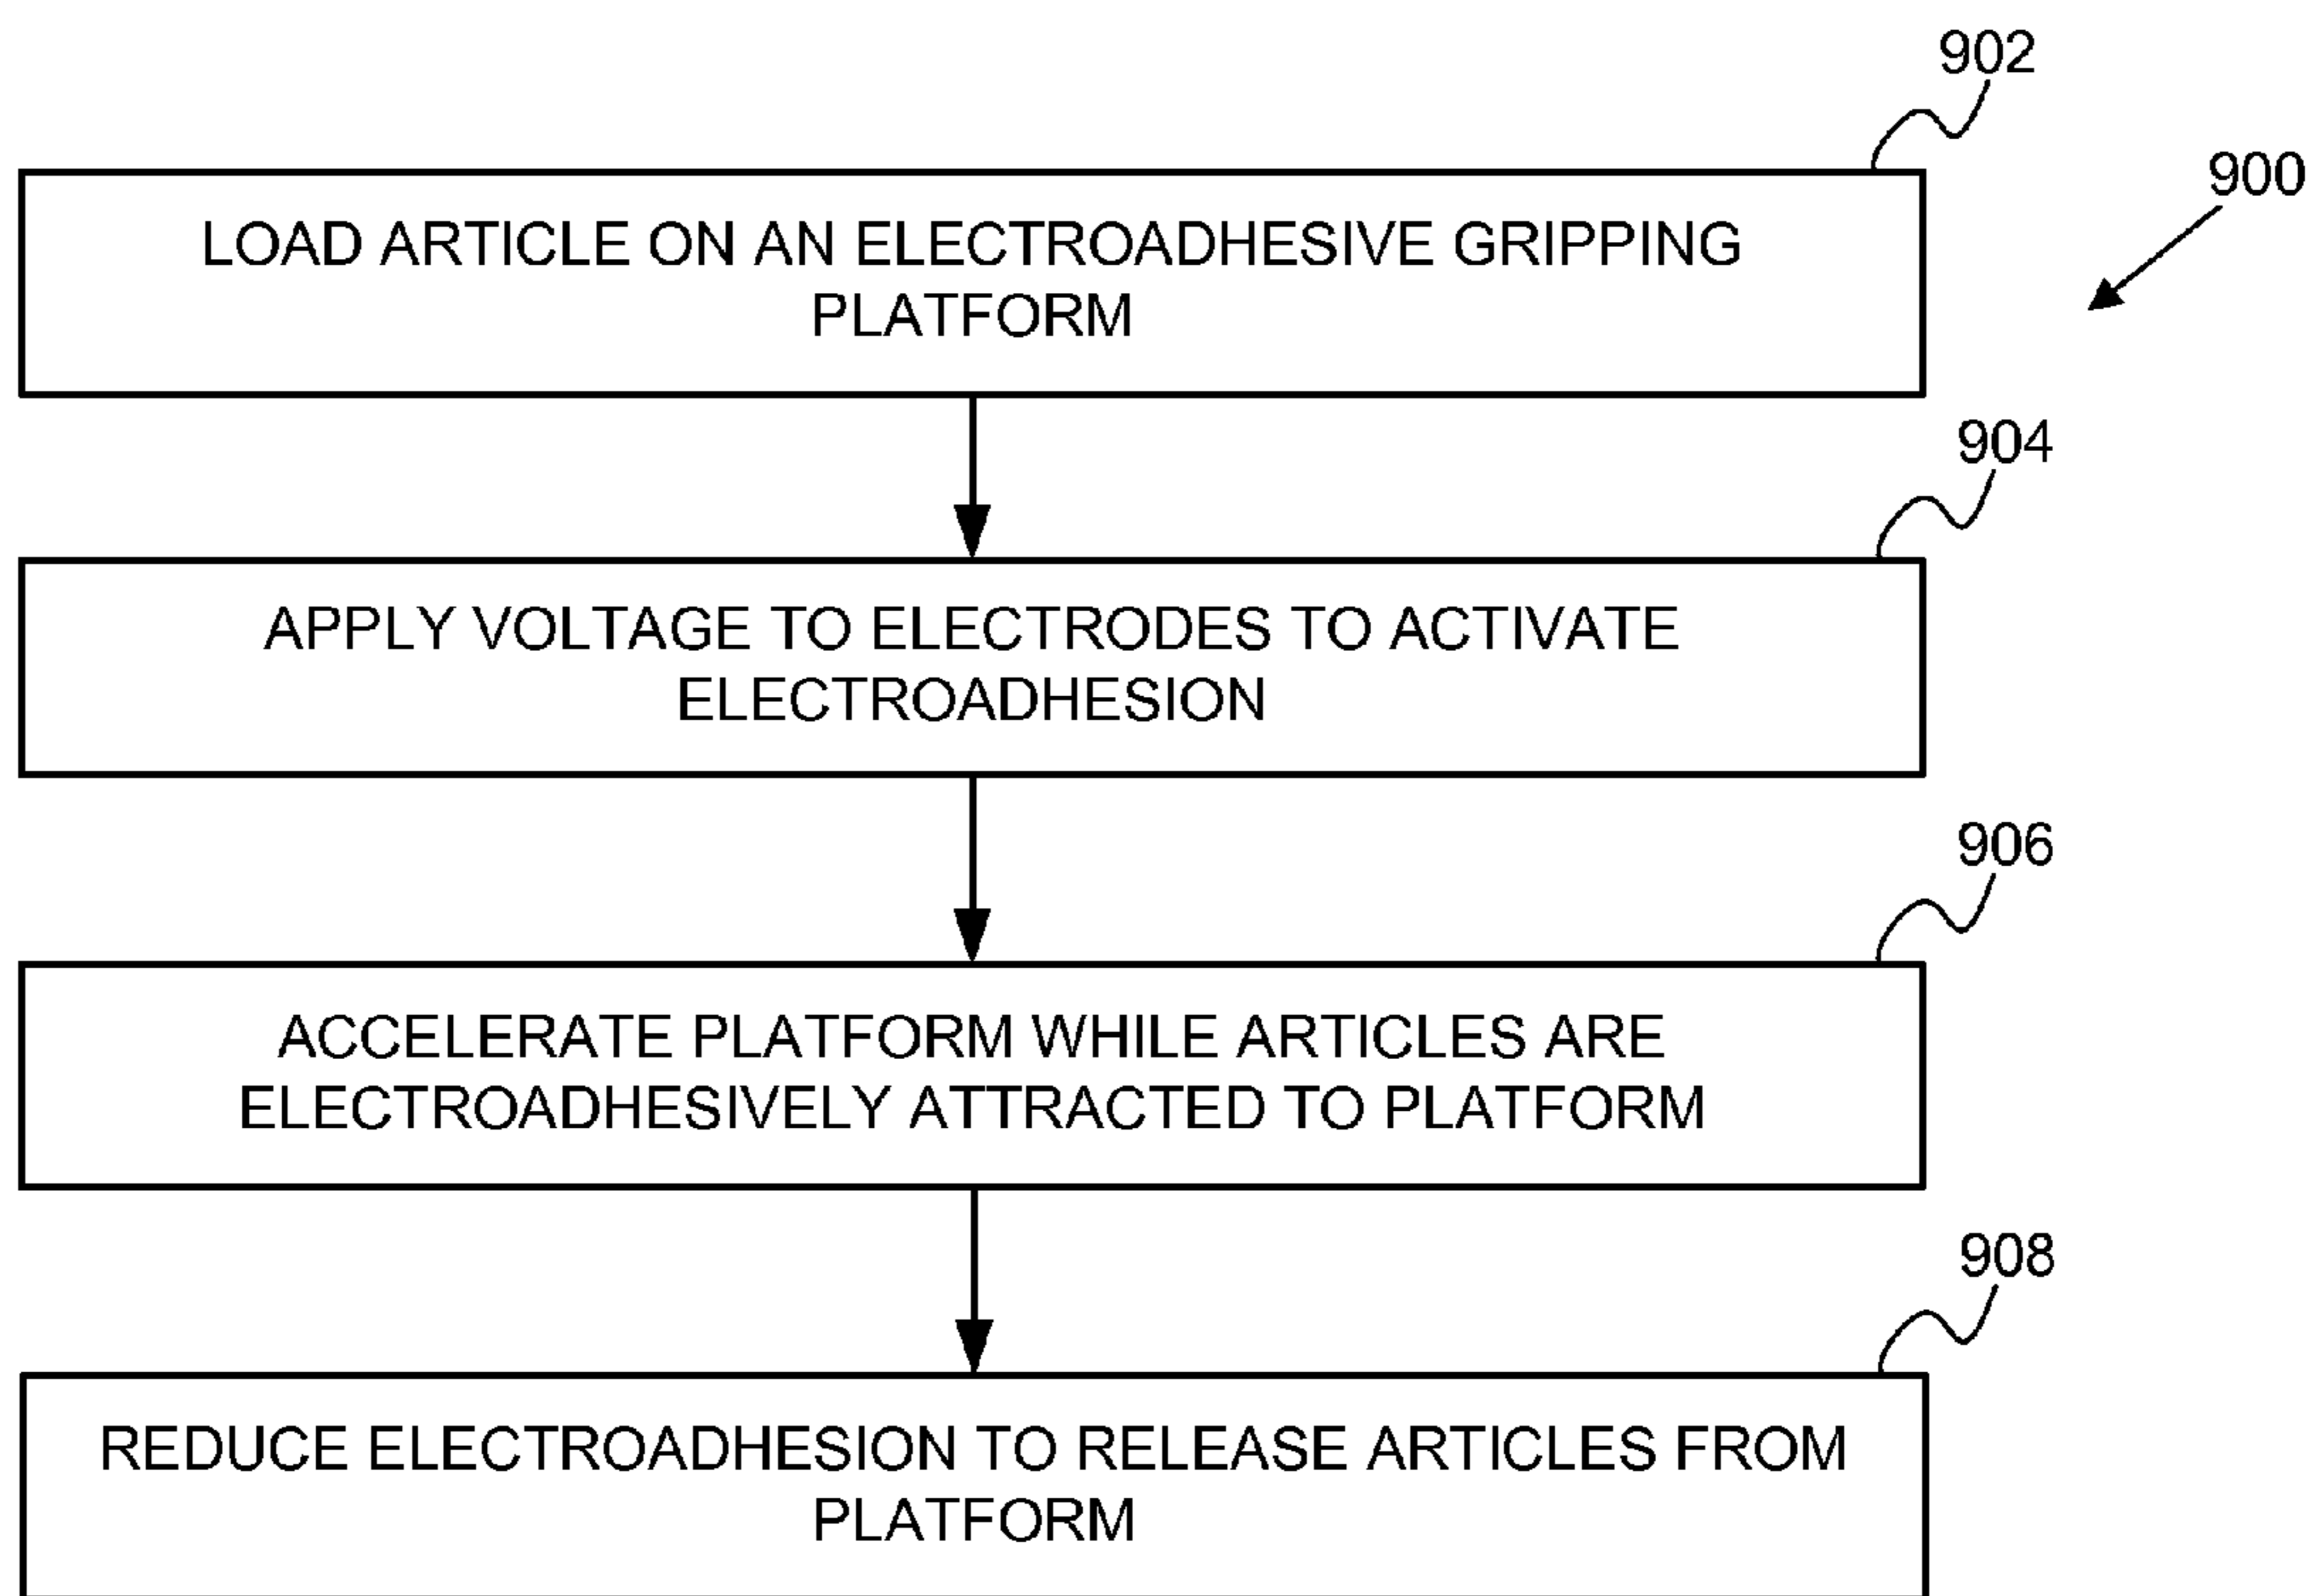 902
900
LOAD ARTICLE ON AN ELECTROADHESIVE GRIPPING
PLATFORM
904
APPLY VOLTAGE TO ELECTRODES TO ACTIVATE
ELECTROADHESION
906
ACCELERATE PLATFORM WHILE ARTICLES ARE
ELECTROADHESIVELY ATTRACTED TO PLATFORM
908
REDUCE ELECTROADHESION TO RELEASE ARTICLES FROM
PLATFORM